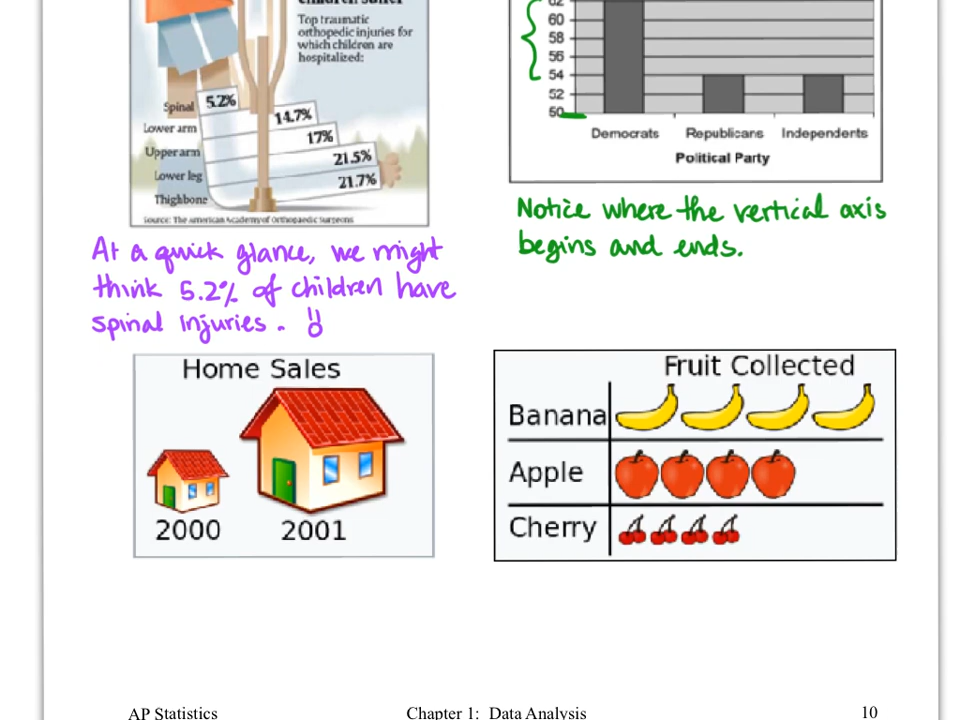 Top traumatic
orthopedic injuries for
which children are
hospitalized:
Spinal 5.2%
Lower arm 14.7%
Upper arm 17%
Lower leg 21.5%
Thighbone 21.7%
Source: The American Academy of Orthopaedic Surgeons
62
60
58
56
54
52
50
Democrats Republicans Independents
Political Party
At a quick glance, we might
think 5.2% of children have
spinal injuries.
Notice where the vertical axis
begins and ends.
Home Sales
2000 2001
Fruit Collected
Banana
Apple
Cherry
AP Statistics Chapter 1: Data Analysis 10